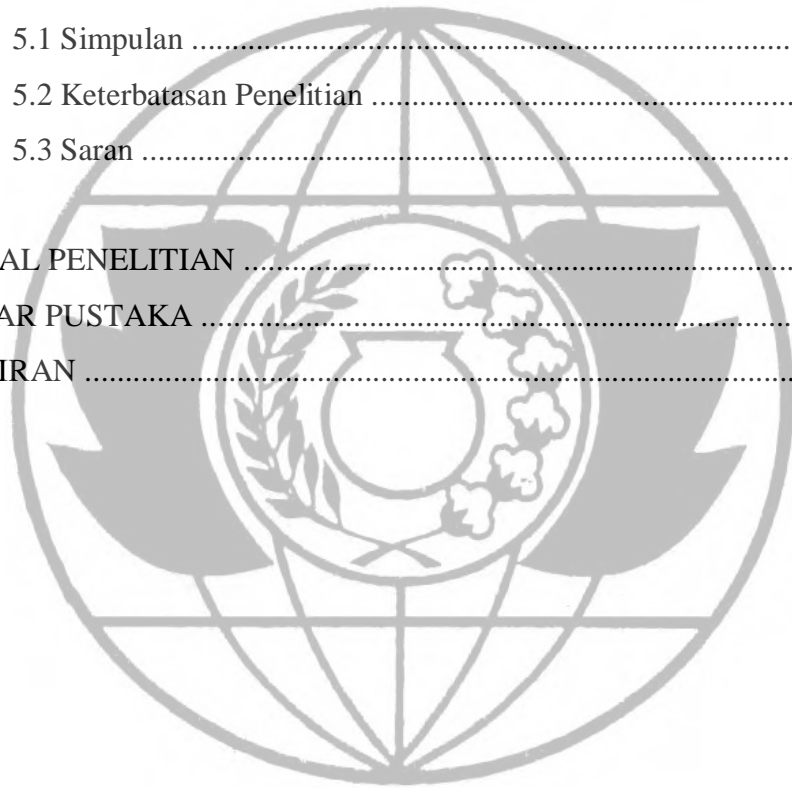 5.1 Simpulan ..........................................................................................
5.2 Keterbatasan Penelitian ................................................................
5.3 Saran ................................................................................................
AL PENELITIAN ................................................................................
AR PUSTAKA ......................................................................................
IRAN ......................................................................................................